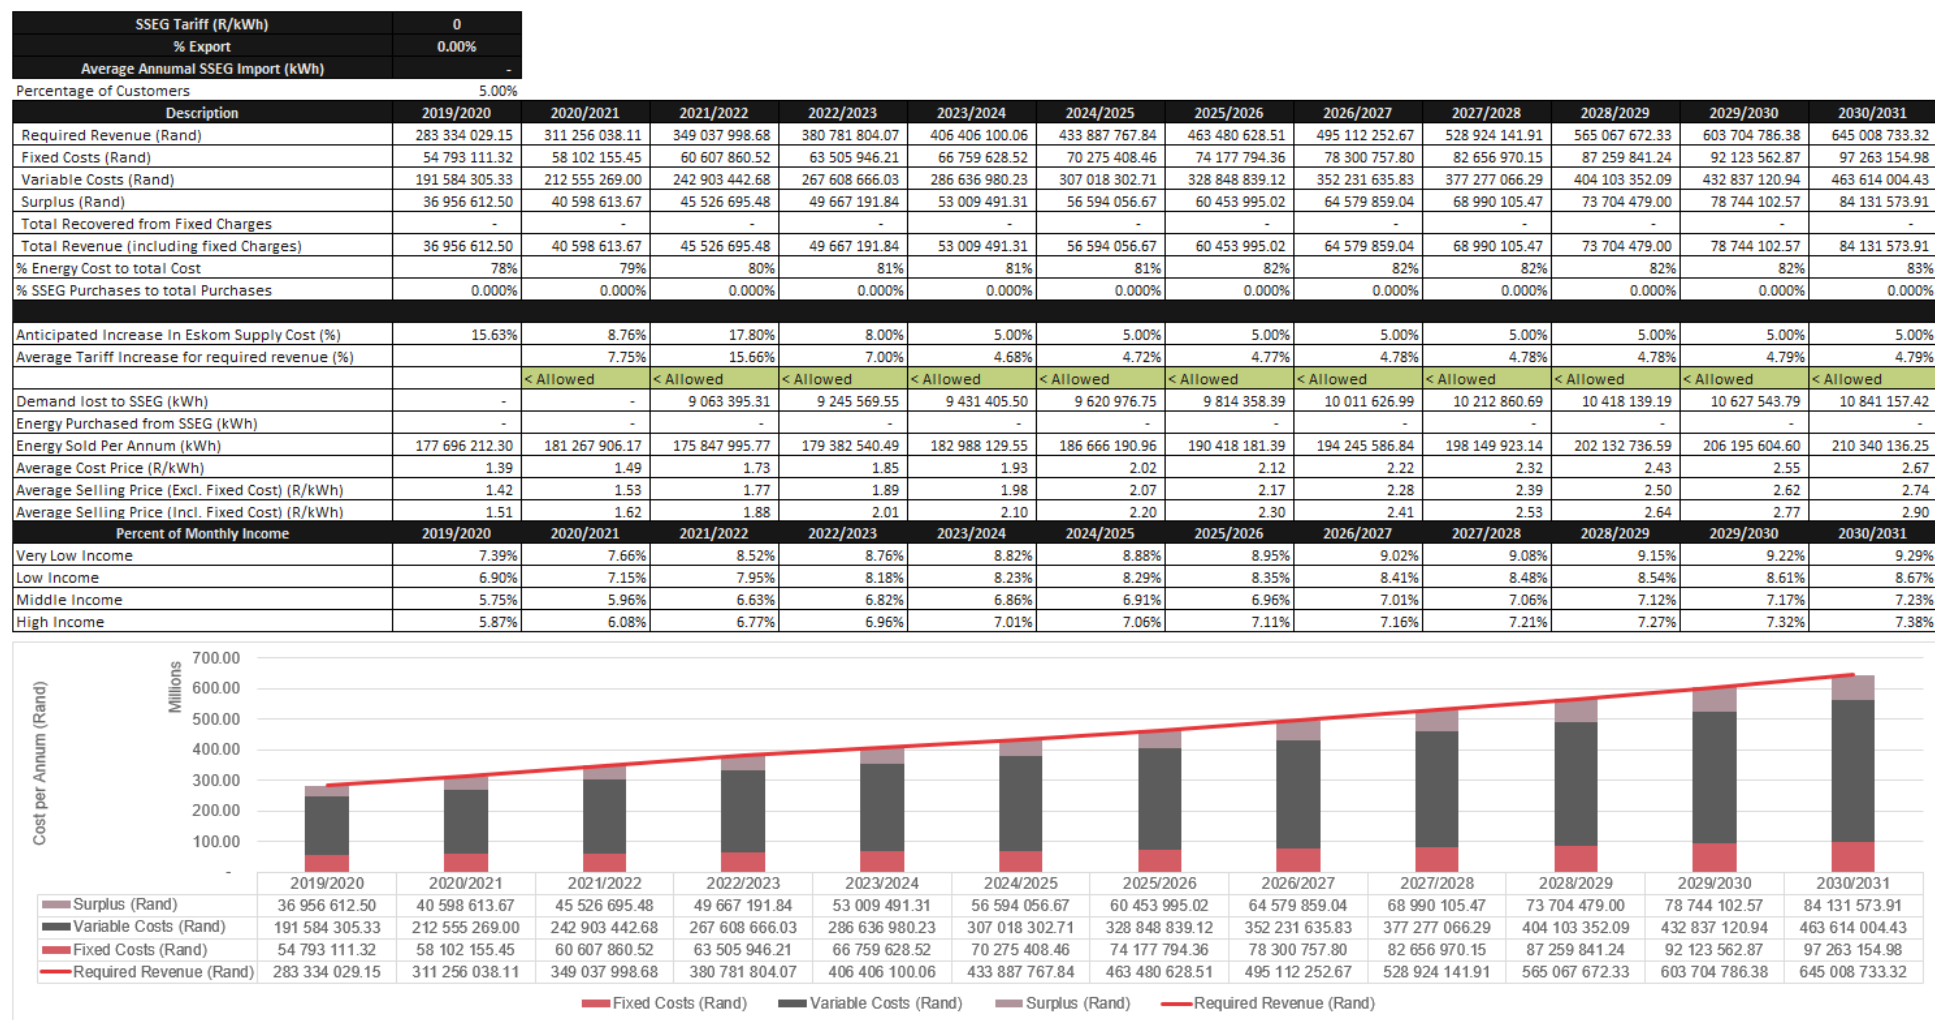 SSEG Tariff (R/kWh) 0
% Export 0.00%
Average Annumal SSEG Import (kWh) -
Percentage of Customers 5.00%
Description 2019/2020 2020/2021 2021/2022 2022/2023 2023/2024 2024/2025 2025/2026 2026/2027 2027/2028 2028/2029 2029/2030 2030/2031
Required Revenue (Rand) 283 334 029.15 311 256 038.11 349 037 998.68 380 781 804.07 406 406 100.06 433 887 767.84 463 480 628.51 495 112 252.67 528 924 141.91 565 067 672.33 603 704 786.38 645 008 733.32
Fixed Costs (Rand) 54 793 111.32 58 102 155.45 60 607 860.52 63 505 946.21 66 759 628.52 70 275 408.46 74 177 794.36 78 300 757.80 82 656 970.15 87 259 841.24 92 123 562.87 97 263 154.98
Variable Costs (Rand) 191 584 305.33 212 555 269.00 242 903 442.68 267 608 666.03 286 636 980.23 307 018 302.71 328 848 839.12 352 231 635.83 377 277 066.29 404 103 352.09 432 837 120.94 463 614 004.43
Surplus (Rand) 36 956 612.50 40 598 613.67 45 526 695.48 49 667 191.84 53 009 491.31 56 594 056.67 60 453 995.02 64 579 859.04 68 990 105.47 73 704 479.00 78 744 102.57 84 131 573.91
Total Recovered from Fixed Charges - - - - - - - - - - - -
Total Revenue (including fixed Charges) 36 956 612.50 40 598 613.67 45 526 695.48 49 667 191.84 53 009 491.31 56 594 056.67 60 453 995.02 64 579 859.04 68 990 105.47 73 704 479.00 78 744 102.57 84 131 573.91
% Energy Cost to total Cost 78% 79% 80% 81% 81% 81% 82% 82% 82% 82% 82% 83%
% SSEG Purchases to total Purchases 0.000% 0.000% 0.000% 0.000% 0.000% 0.000% 0.000% 0.000% 0.000% 0.000% 0.000% 0.000%
Anticipated Increase In Eskom Supply Cost (%) 15.63% 8.76% 17.80% 8.00% 5.00% 5.00% 5.00% 5.00% 5.00% 5.00% 5.00% 5.00%
Average Tariff Increase for required revenue (%) 7.75% 15.66% 7.00% 4.68% 4.72% 4.77% 4.78% 4.78% 4.78% 4.79% 4.79%
< Allowed < Allowed < Allowed < Allowed < Allowed < Allowed < Allowed < Allowed < Allowed < Allowed < Allowed
Demand lost to SSEG (kWh) - - 9 063 395.31 9 245 569.55 9 431 405.50 9 620 976.75 9 814 358.39 10 011 626.99 10 212 860.69 10 418 139.19 10 627 543.79 10 841 157.42
Energy Purchased from SSEG (kWh) - - - - - - - - - - - -
Energy Sold Per Annum (kWh) 177 696 212.30 181 267 906.17 175 847 995.77 179 382 540.49 182 988 129.55 186 666 190.96 190 418 181.39 194 245 586.84 198 149 923.14 202 132 736.59 206 195 604.60 210 340 136.25
Average Cost Price (R/kWh) 1.39 1.49 1.73 1.85 1.93 2.02 2.12 2.22 2.32 2.43 2.55 2.67
Average Selling Price (Excl. Fixed Cost) (R/kWh) 1.42 1.53 1.77 1.89 1.98 2.07 2.17 2.28 2.39 2.50 2.62 2.74
Average Selling Price (Incl. Fixed Cost) (R/kWh) 1.51 1.62 1.88 2.01 2.10 2.20 2.30 2.41 2.53 2.64 2.77 2.90
Percent of Monthly Income 2019/2020 2020/2021 2021/2022 2022/2023 2023/2024 2024/2025 2025/2026 2026/2027 2027/2028 2028/2029 2029/2030 2030/2031
Very Low Income 7.39% 7.66% 8.52% 8.76% 8.82% 8.88% 8.95% 9.02% 9.08% 9.15% 9.22% 9.29%
Low Income 6.90% 7.15% 7.95% 8.18% 8.23% 8.29% 8.35% 8.41% 8.48% 8.54% 8.61% 8.67%
Middle Income 5.75% 5.96% 6.63% 6.82% 6.86% 6.91% 6.96% 7.01% 7.06% 7.12% 7.17% 7.23%
High Income 5.87% 6.08% 6.77% 6.96% 7.01% 7.06% 7.11% 7.16% 7.21% 7.27% 7.32% 7.38%
Cost per Annum (Rand)
Millions
700.00
600.00
500.00
400.00
300.00
200.00
100.00
-
2019/2020 2020/2021 2021/2022 2022/2023 2023/2024 2024/2025 2025/2026 2026/2027 2027/2028 2028/2029 2029/2030 2030/2031
Surplus (Rand) 36 956 612.50 40 598 613.67 45 526 695.48 49 667 191.84 53 009 491.31 56 594 056.67 60 453 995.02 64 579 859.04 68 990 105.47 73 704 479.00 78 744 102.57 84 131 573.91
Variable Costs (Rand) 191 584 305.33 212 555 269.00 242 903 442.68 267 608 666.03 286 636 980.23 307 018 302.71 328 848 839.12 352 231 635.83 377 277 066.29 404 103 352.09 432 837 120.94 463 614 004.43
Fixed Costs (Rand) 54 793 111.32 58 102 155.45 60 607 860.52 63 505 946.21 66 759 628.52 70 275 408.46 74 177 794.36 78 300 757.80 82 656 970.15 87 259 841.24 92 123 562.87 97 263 154.98
Required Revenue (Rand) 283 334 029.15 311 256 038.11 349 037 998.68 380 781 804.07 406 406 100.06 433 887 767.84 463 480 628.51 495 112 252.67 528 924 141.91 565 067 672.33 603 704 786.38 645 008 733.32
Fixed Costs (Rand) Variable Costs (Rand) Surplus (Rand) Required Revenue (Rand)